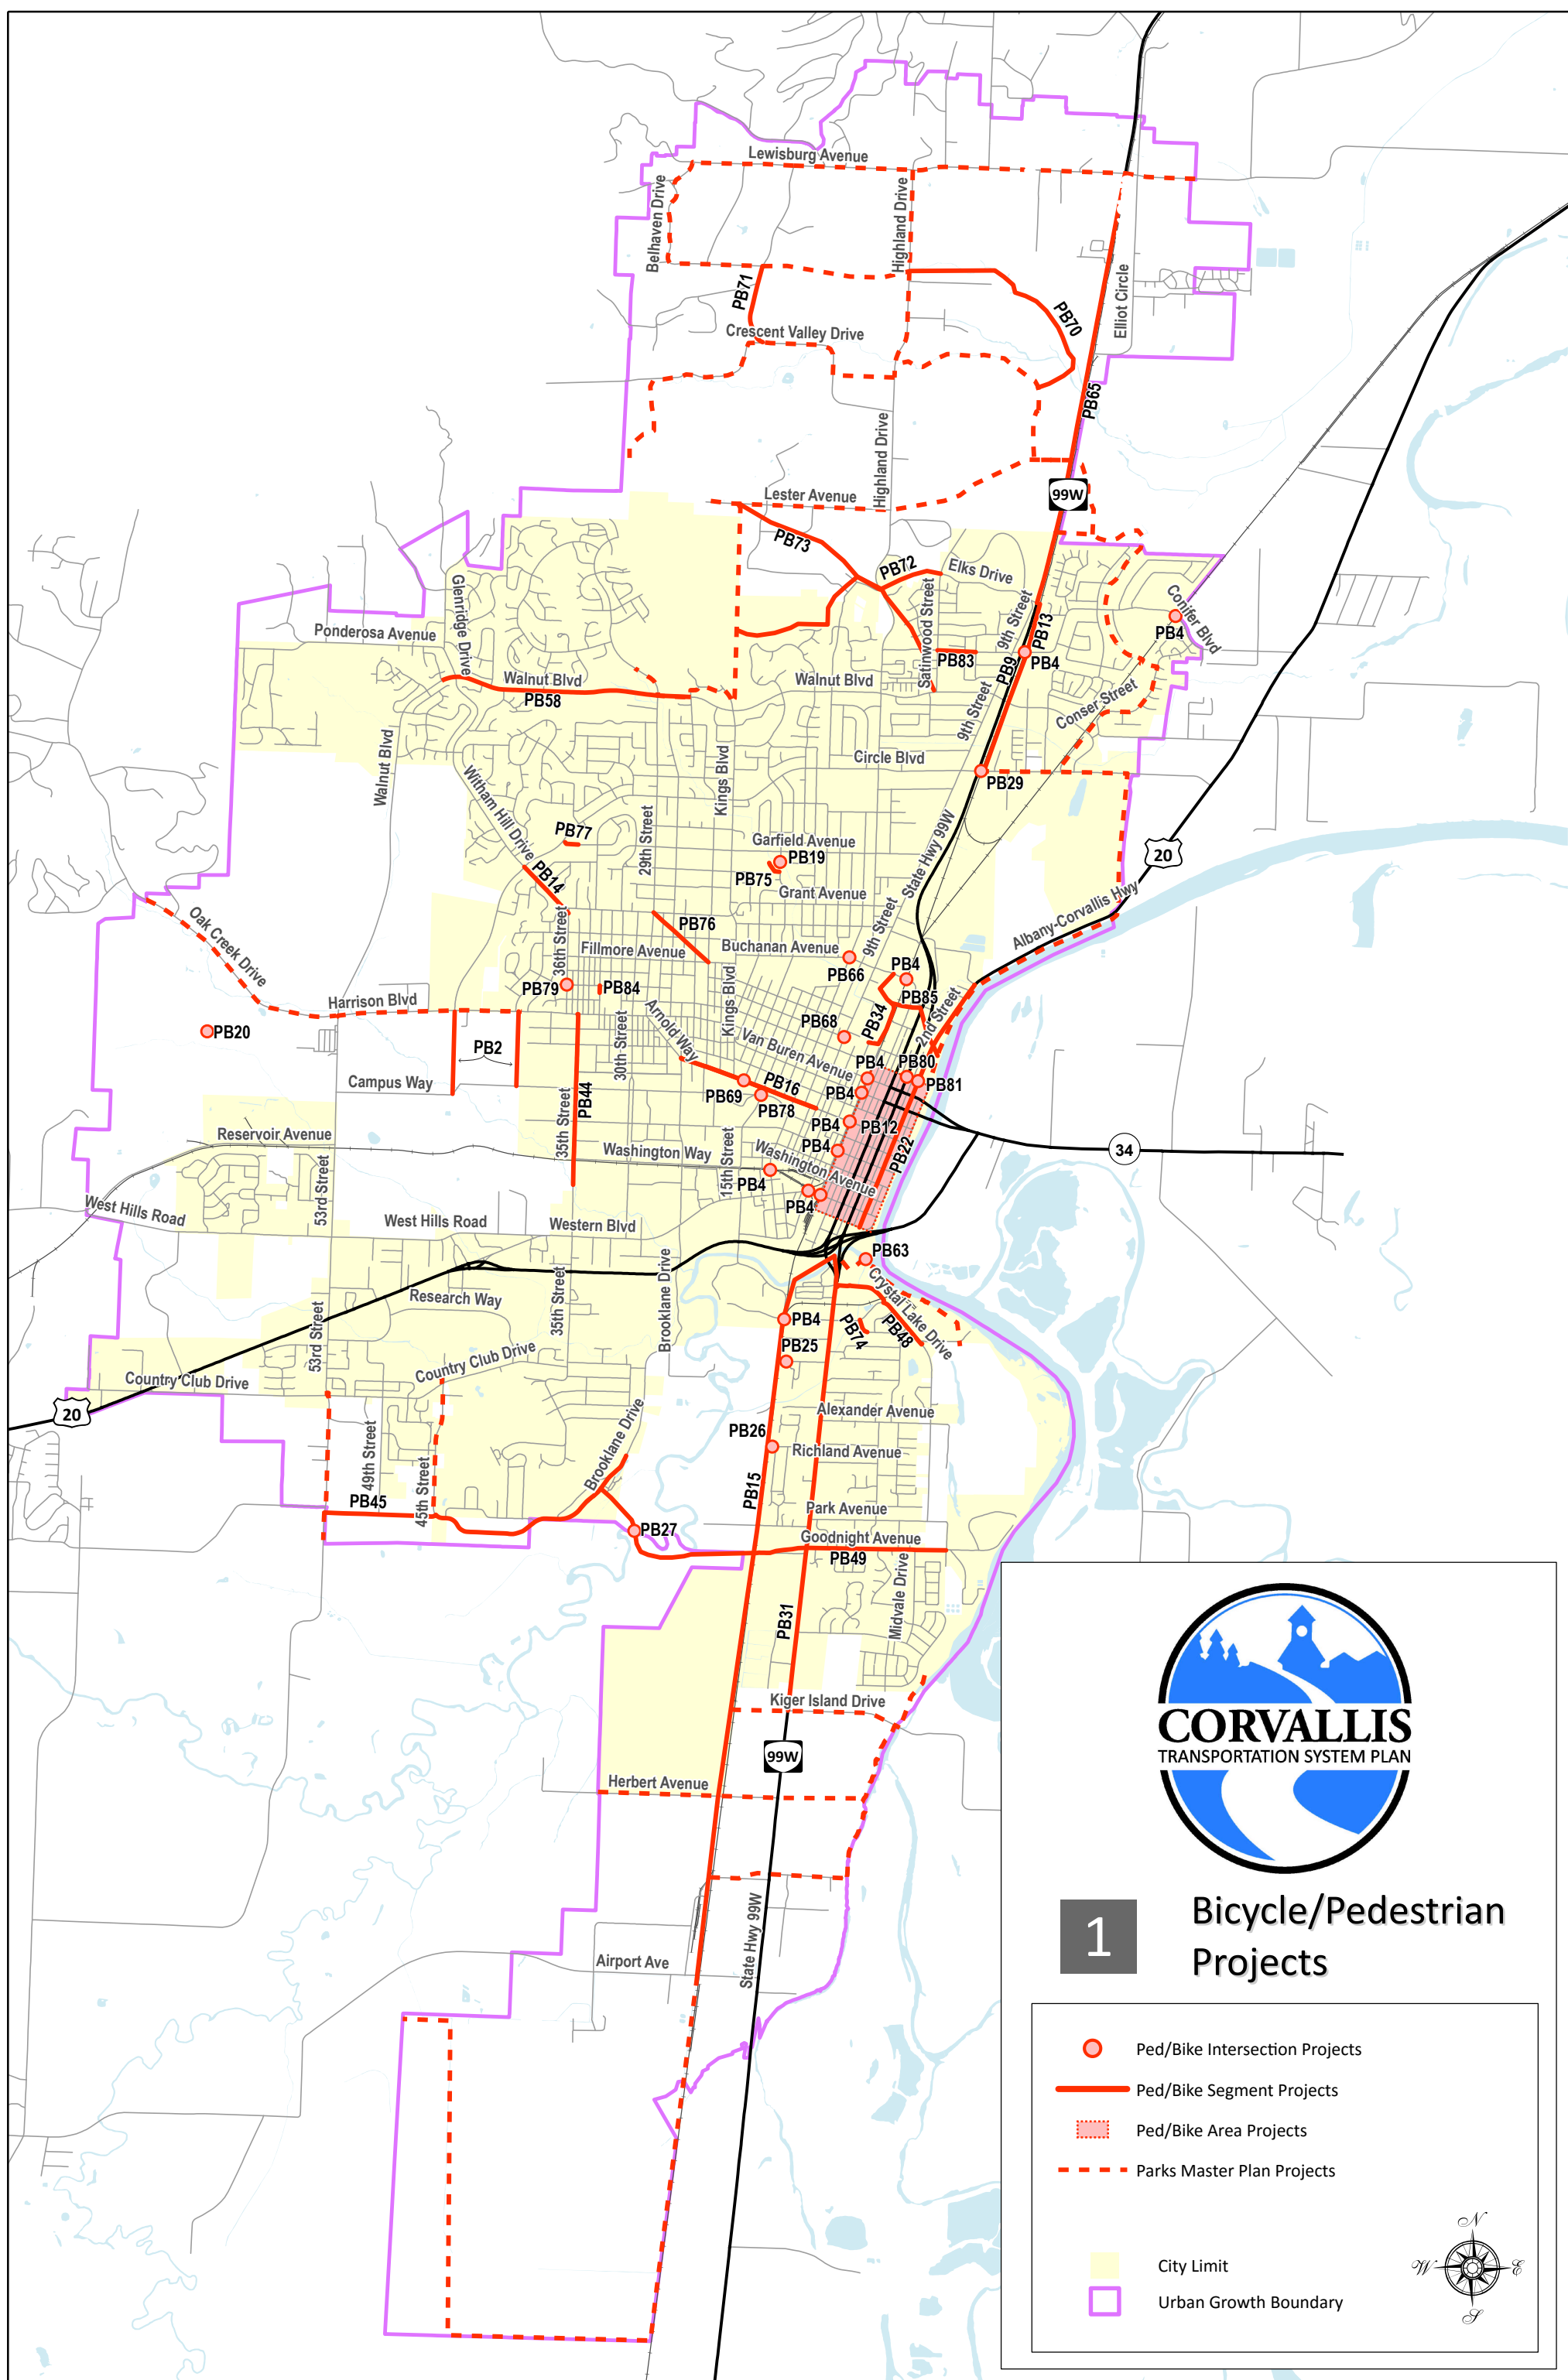 Lewisburg Avenue
Belhaven Drive
Highland Drive
PB71
Elliot Circle
PB70
Crescent Valley Drive
PB65
Highland Drive
Lester Avenue
99W
PB73
PB72
Elks Drive
Glenridge Drive
Satinwood Street
9th Street
Conifer Blvd
Ponderosa Avenue
PB13
PB4
PB83
PB4
PB9
Walnut Blvd
Walnut Blvd
PB58
9th Street
Conser Street
Walnut Blvd
Kings Blvd
Circle Blvd
PB29
Witham Hill Drive
PB77
29th Street
Garfield Avenue
State Hwy 99W
PB19
20
PB14
PB75
Grant Avenue
Albany-Corvallis Hwy
Oak Creek Drive
36th Street
PB76
9th Street
Fillmore Avenue
Buchanan Avenue
PB66
PB4
PB79
PB84
PB85
Harrison Blvd
Kings Blvd
2nd Street
PB20
Arnold Way
PB68
PB34
30th Street
Van Buren Avenue
PB2
PB4
PB80
PB81
Campus Way
PB44
PB16
PB69
PB4
PB78
35th Street
PB4
PB12
Reservoir Avenue
PB4
PB22
34
Washington Way
15th Street
Washington Avenue
53rd Street
PB4
PB4
West Hills Road
West Hills Road
Western Blvd
PB63
Brooklane Drive
Crystal Lake Drive
Research Way
35th Street
PB4
PB74
PB48
53rd Street
PB25
Country Club Drive
Country Club Drive
20
Alexander Avenue
PB26
Richland Avenue
49th Street
Brooklane Drive
45th Street
PB15
PB45
Park Avenue
PB27
Goodnight Avenue
PB49
Midvale Drive
PB31
Kiger Island Drive
99W
Herbert Avenue
State Hwy 99W
Airport Ave
CORVALLIS
TRANSPORTATION SYSTEM PLAN
1
Bicycle/Pedestrian
Projects
Ped/Bike Intersection Projects
Ped/Bike Segment Projects
Ped/Bike Area Projects
Parks Master Plan Projects
City Limit
Urban Growth Boundary
N
W
E
S